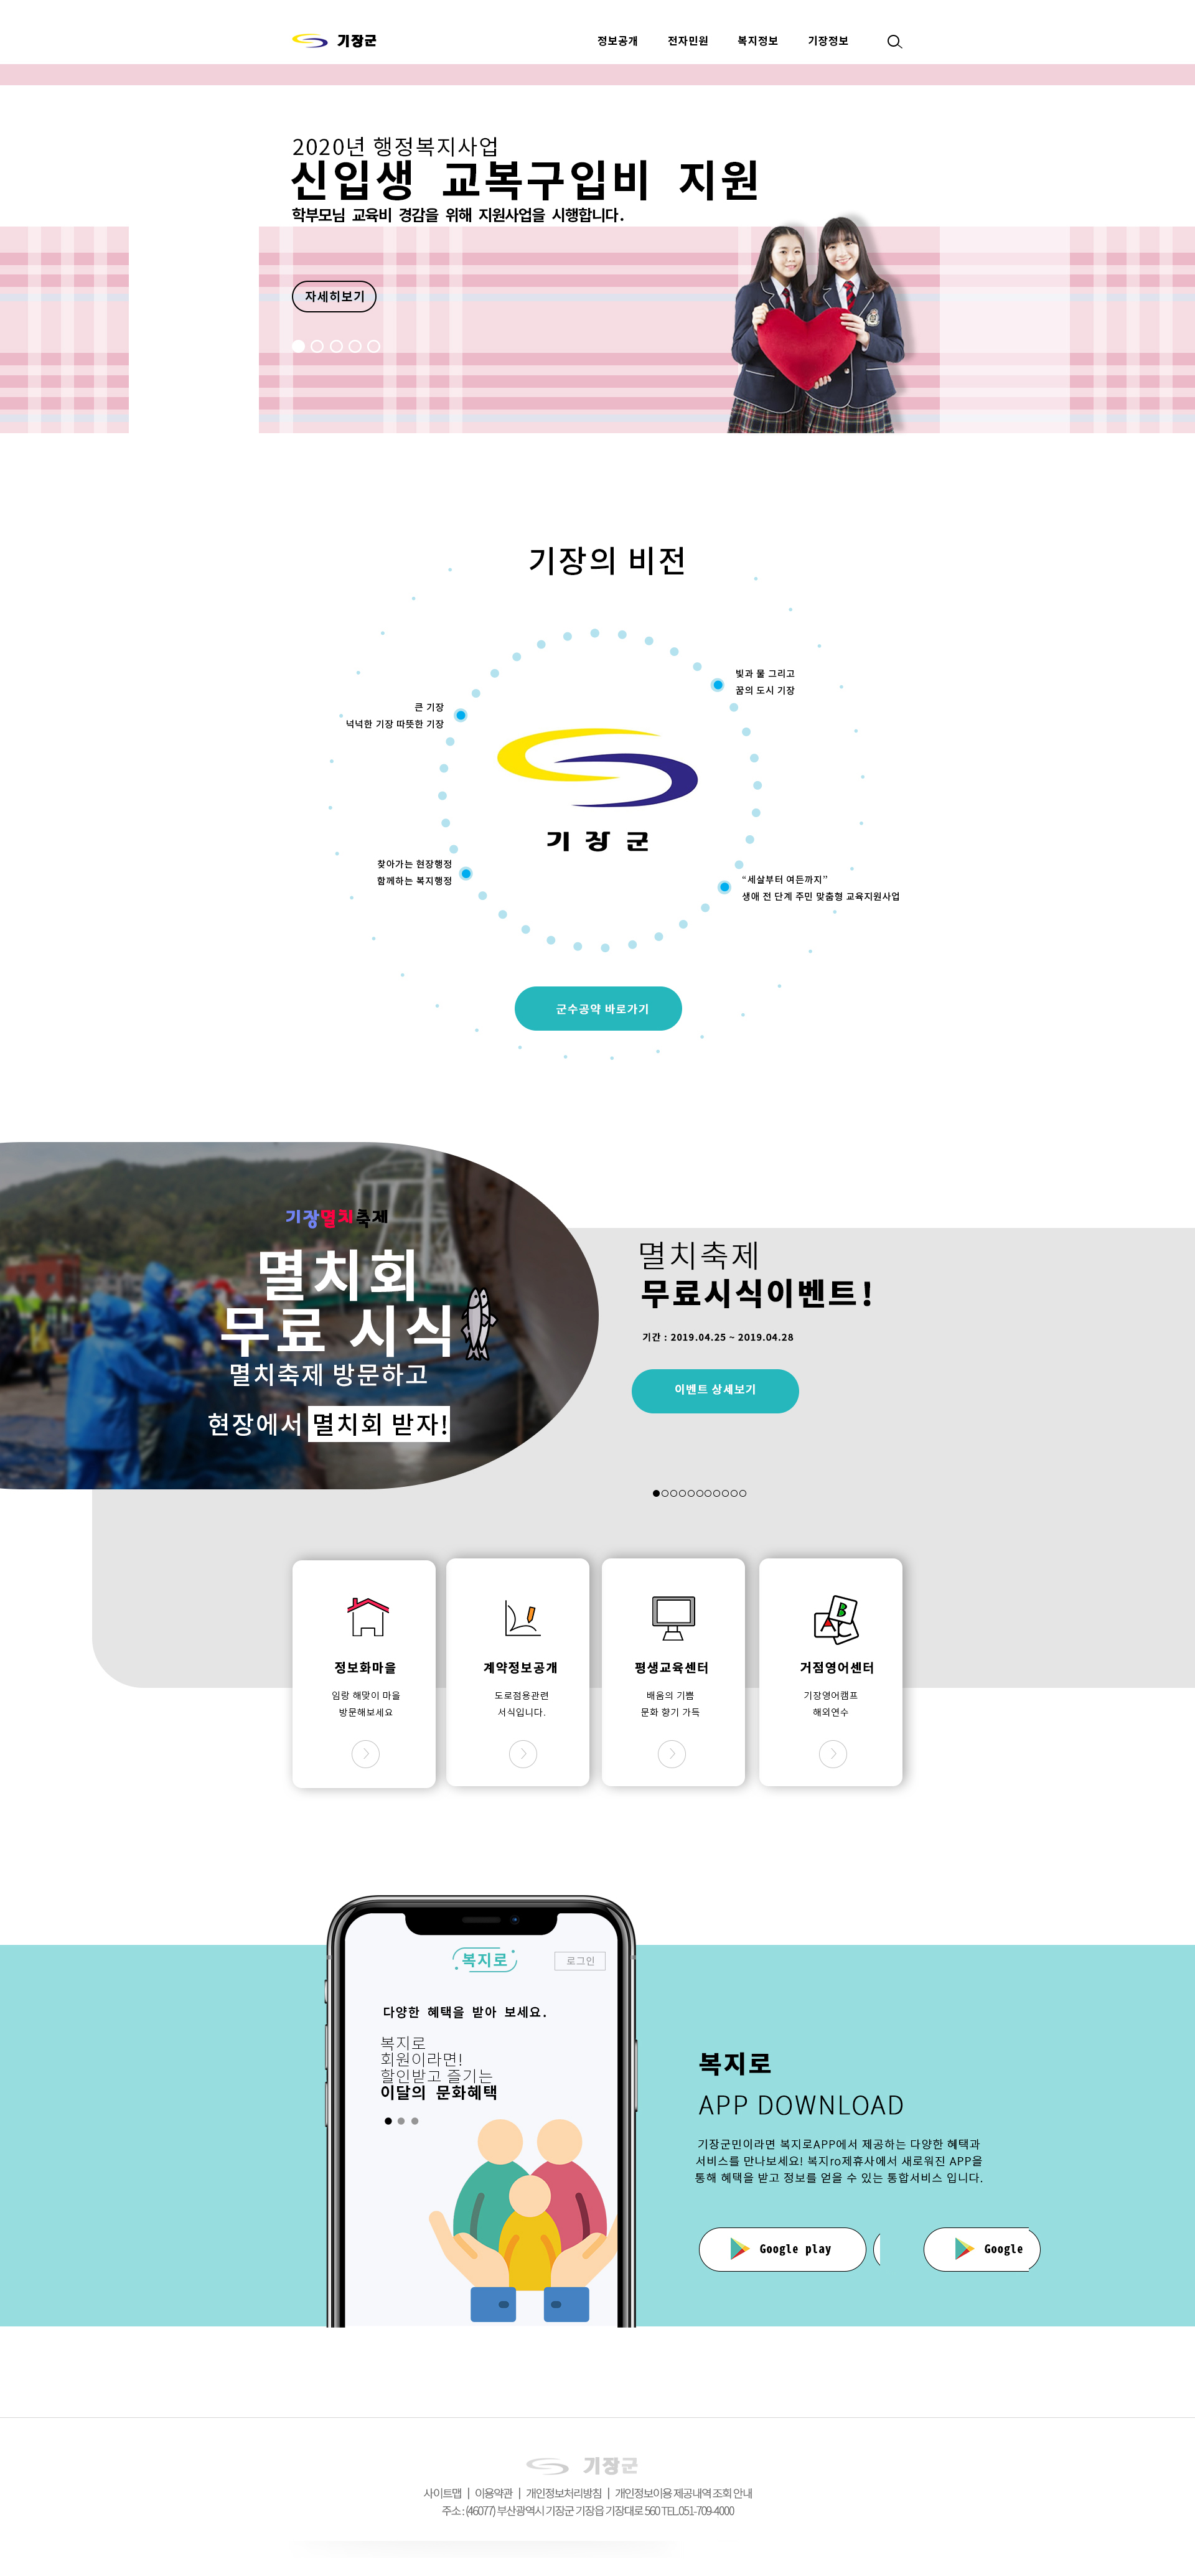 기장군
정보공개 전자민원 복지정보 기장정보
2020년 행정복지사업
신입생 교복구입비 지원
학부모님 교육비 경감을 위해 지원사업을 시행합니다.
자세히보기
기장의 비전
빛과 물 그리고
꿈의 도시 기장
큰 기장
넉넉한 기장 따뜻한 기장
기장군
찾아가는 현장행정
함께하는 복지행정
“세살부터 여든까지”
생애 전 단계 주민 맞춤형 교육지원사업
군수공약 바로가기
기장멸치축제
멸치회
무료 시식
멸치축제 방문하고
현장에서 멸치회 받자!
멸치축제
무료시식이벤트!
기간 : 2019.04.25 ~ 2019.04.28
이벤트 상세보기
정보화마을
임랑 해맞이 마을
방문해보세요
계약정보공개
도로점용관련
서식입니다.
평생교육센터
배움의 기쁨
문화 향기 가득
A B C
거점영어센터
기장영어캠프
해외연수
복지로
로그인
다양한 혜택을 받아 보세요.
복지로
회원이라면!
할인받고 즐기는
이달의 문화혜택
복지로
APP DOWNLOAD
기장군민이라면 복지로APP에서 제공하는 다양한 혜택과
서비스를 만나보세요! 복지ro제휴사에서 새로워진 APP을
통해 혜택을 받고 정보를 얻을 수 있는 통합서비스 입니다.
Google play
Google
기장군
사이트맵 | 이용약관 | 개인정보처리방침 | 개인정보이용 제공내역 조회 안내
주소 : (46077) 부산광역시 기장군 기장읍 기장대로 560 TEL.051-709-4000